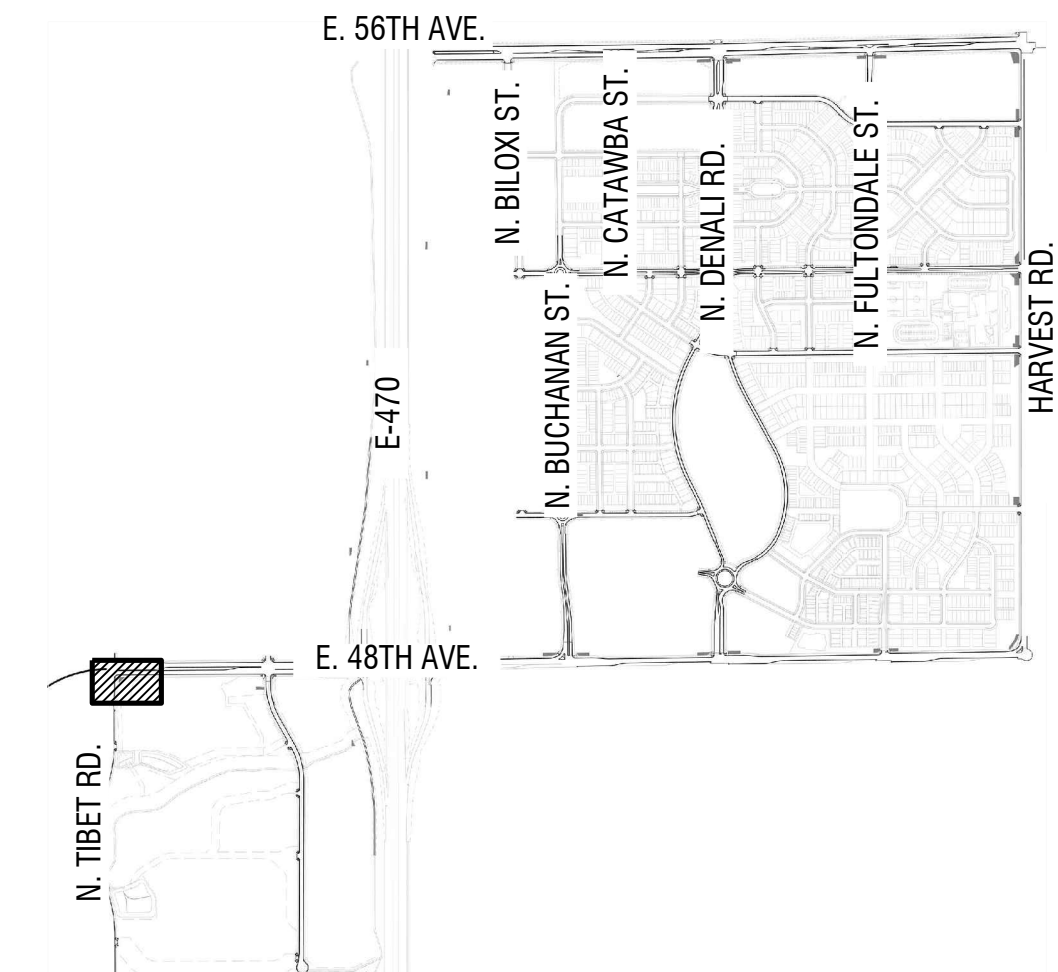 E. 56TH AVE.
N. BILOXI ST.
N. CATAWBA ST.
N. DENALI RD.
N. FULTONDALE ST.
HARVEST RD.
N. BUCHANAN ST.
E-470
E. 48TH AVE.
N. TIBET RD.